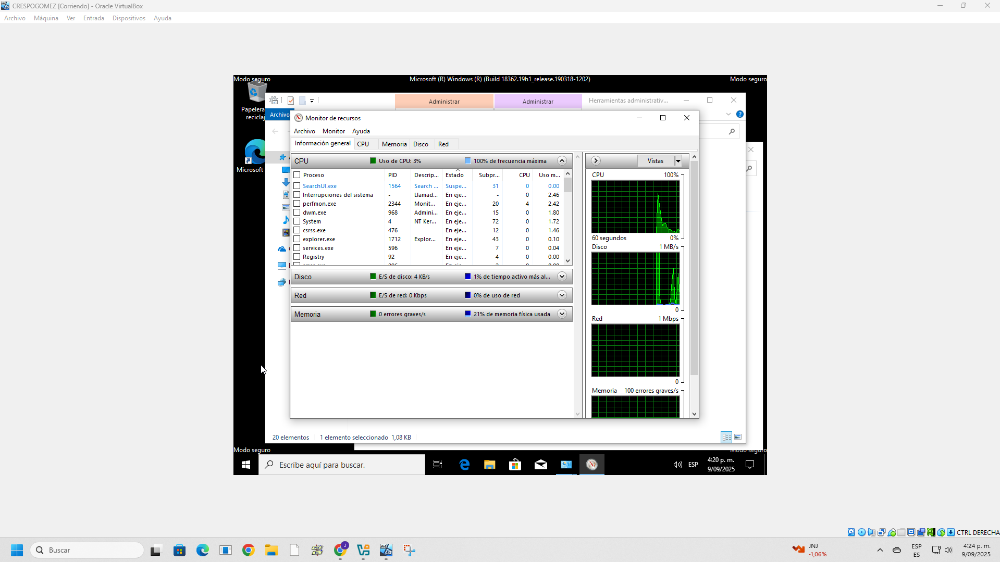 CRESPOGOMEZ [Corriendo] - Oracle VirtualBox
Archivo Máquina Ver Entrada Dispositivos Ayuda
Modo seguro Microsoft (R) Windows (R) (Build 18362.19h1_release.190318-1202) Modo seguro
Papelera
reciclaj
Microsoft
Administrar Administrar Herramientas administrativ...
Archivo
Monitor de recursos
Archivo Monitor Ayuda
Información general CPU Memoria Disco Red
CPU Uso de CPU: 3% 100% de frecuencia máxima
Proceso PID Descrip... Estado Subpr... CPU Uso m...
SearchUI.exe 1564 Search ... Suspe... 31 0 0.00
Interrupciones del sistema - Llamad... En eje... - 0 2.46
perfmon.exe 2344 Monit... En eje... 20 4 2.42
dwm.exe 968 Admini... En eje... 15 0 1.80
System 4 NT Ker... En eje... 72 0 1.72
csrss.exe 476 En eje... 12 0 1.46
explorer.exe 1712 Explor... En eje... 43 0 0.10
services.exe 596 En eje... 7 0 0.04
Registry 92 En eje... 4 0 0.00
Disco E/S de disco: 4 KB/s 1% de tiempo activo más al...
Red E/S de red: 0 Kbps 0% de uso de red
Memoria 0 errores graves/s 21% de memoria física usada
Vistas
CPU 100%
60 segundos 0%
Disco 1 MB/s
0
Red 1 Mbps
0
Memoria 100 errores graves/s
20 elementos 1 elemento seleccionado 1,08 KB
Modo seguro Modo seguro
Escribe aquí para buscar.
ESP
4:20 p. m.
9/09/2025
CTRL DERECHA
Buscar
JNJ
-1,06%
ESP
ES
4:24 p. m.
9/09/2025